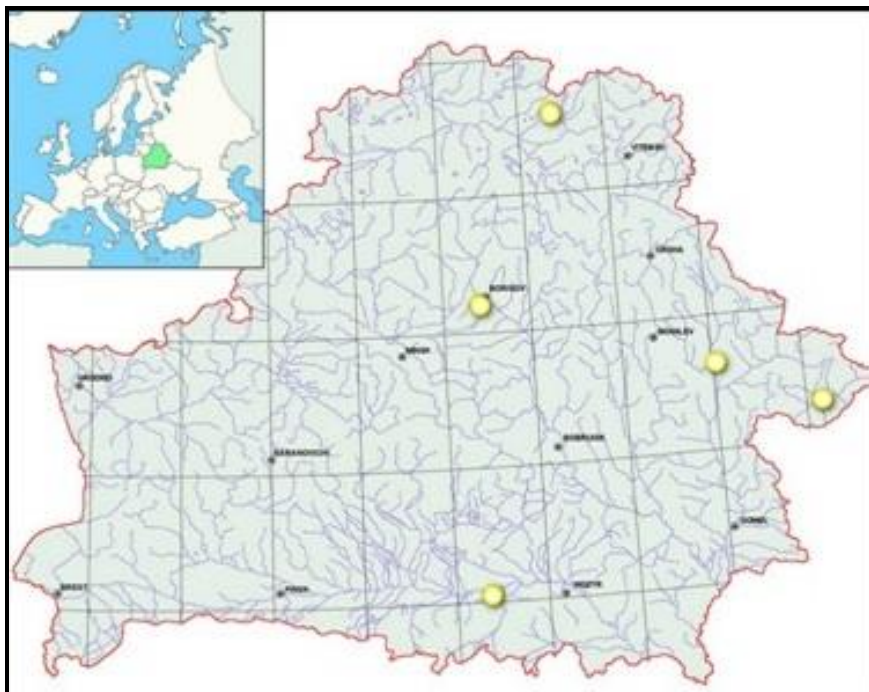 VITEBSK
ORSHA
BORISOV
MOGILEV
MINSK
GRODNO
BOBRUISK
BARANOVICHI
GOMEL
BREST
PINSK
MOZYR